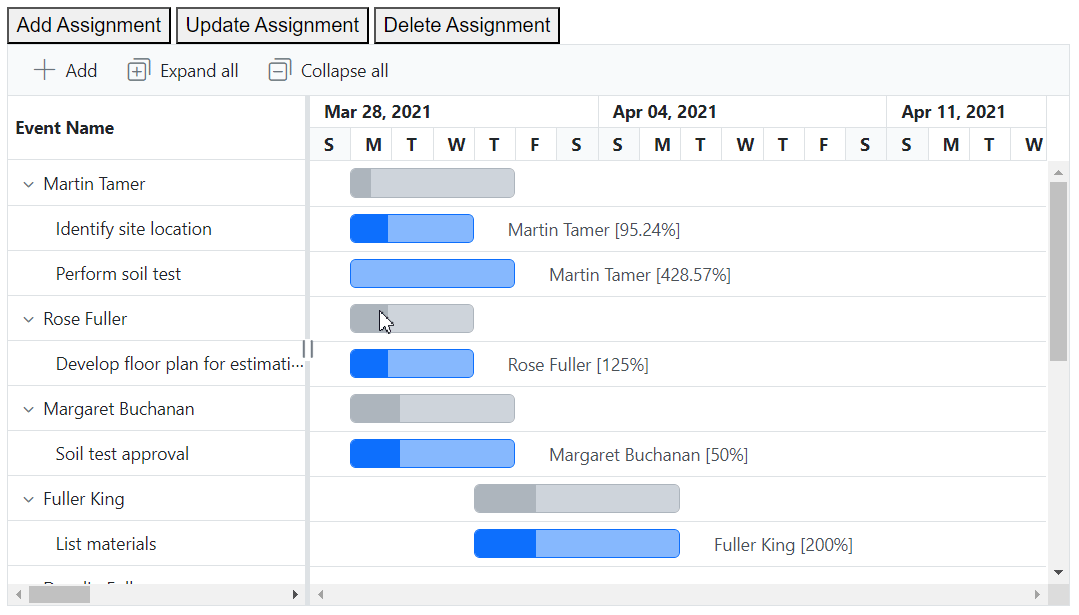 Add Assignment Update Assignment Delete Assignment
Add Expand all Collapse all
Event Name
Mar 28, 2021 Apr 04, 2021 Apr 11, 2021
S M T W T F S S M T W T F S S M T W
Martin Tamer
Identify site location Martin Tamer [95.24%]
Perform soil test Martin Tamer [428.57%]
Rose Fuller
Develop floor plan for estimati... Rose Fuller [125%]
Margaret Buchanan
Soil test approval Margaret Buchanan [50%]
Fuller King
List materials Fuller King [200%]